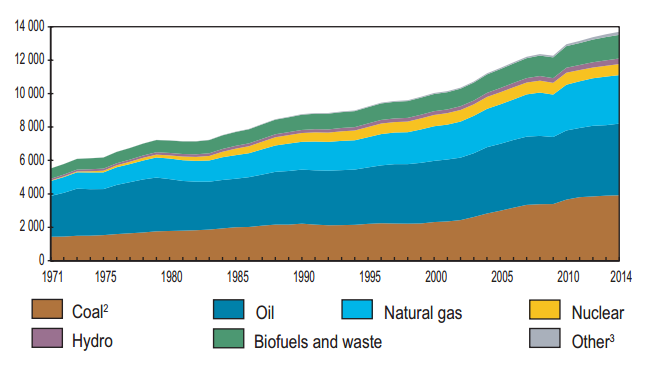 14 000
12 000
10 000
8 000
6 000
4 000
2 000
0
1971 1975 1980 1985 1990 1995 2000 2005 2010 2014
Coal² Oil Natural gas Nuclear
Hydro Biofuels and waste Other³